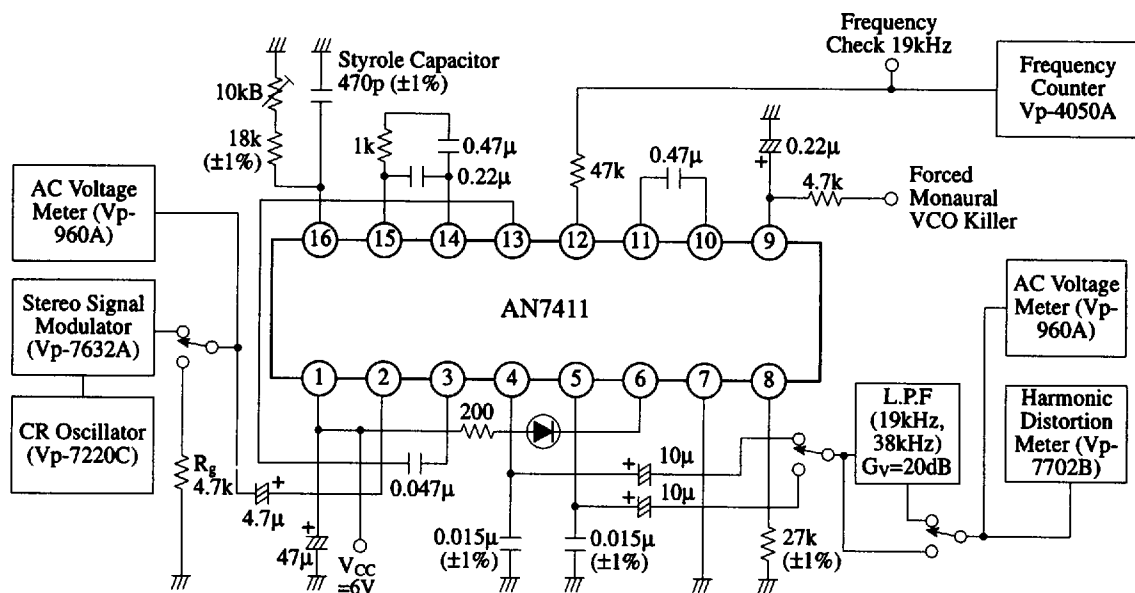 Frequency
Check 19kHz
Frequency
Counter
Vp-4050A
Styrole Capacitor
470p (±1%)
10kB
18k
(±1%)
1k
0.47μ
0.22μ
47k
0.47μ
0.22μ
+
4.7k
Forced
Monaural
VCO Killer
AC Voltage
Meter (Vp-
960A)
16
15
14
13
12
11
10
9
AN7411
Stereo Signal
Modulator
(Vp-7632A)
AC Voltage
Meter (Vp-
960A)
1
2
3
4
5
6
7
8
CR Oscillator
(Vp-7220C)
200
L.P.F
(19kHz,
38kHz)
GV=20dB
Harmonic
Distortion
Meter (Vp-
7702B)
Rg
4.7k
+
4.7μ
0.047μ
+
10μ
+
10μ
+
47μ
VCC
=6V
0.015μ
(±1%)
0.015μ
(±1%)
27k
(±1%)